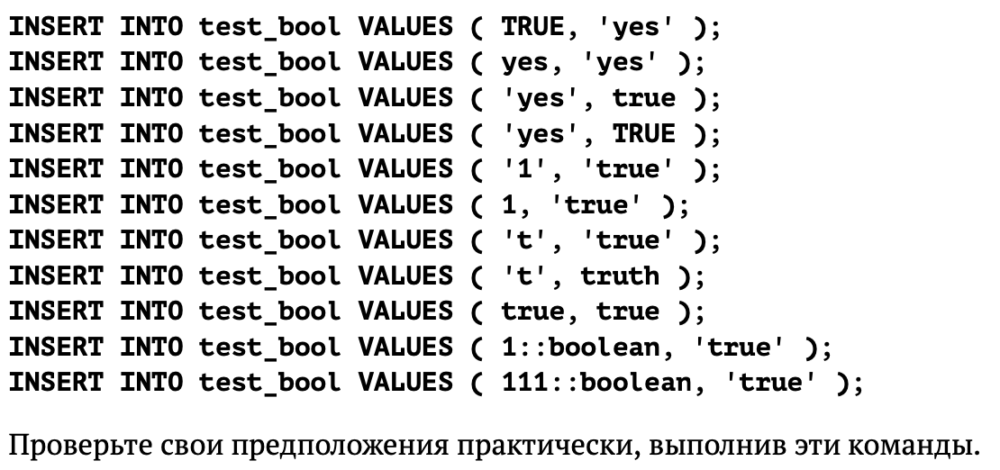 INSERT INTO test_bool VALUES ( TRUE, 'yes' );
INSERT INTO test_bool VALUES ( yes, 'yes' );
INSERT INTO test_bool VALUES ( 'yes', true );
INSERT INTO test_bool VALUES ( 'yes', TRUE );
INSERT INTO test_bool VALUES ( '1', 'true' );
INSERT INTO test_bool VALUES ( 1, 'true' );
INSERT INTO test_bool VALUES ( 't', 'true' );
INSERT INTO test_bool VALUES ( 't', truth );
INSERT INTO test_bool VALUES ( true, true );
INSERT INTO test_bool VALUES ( 1::boolean, 'true' );
INSERT INTO test_bool VALUES ( 111::boolean, 'true' );
Проверьте свои предположения практически, выполнив эти команды.